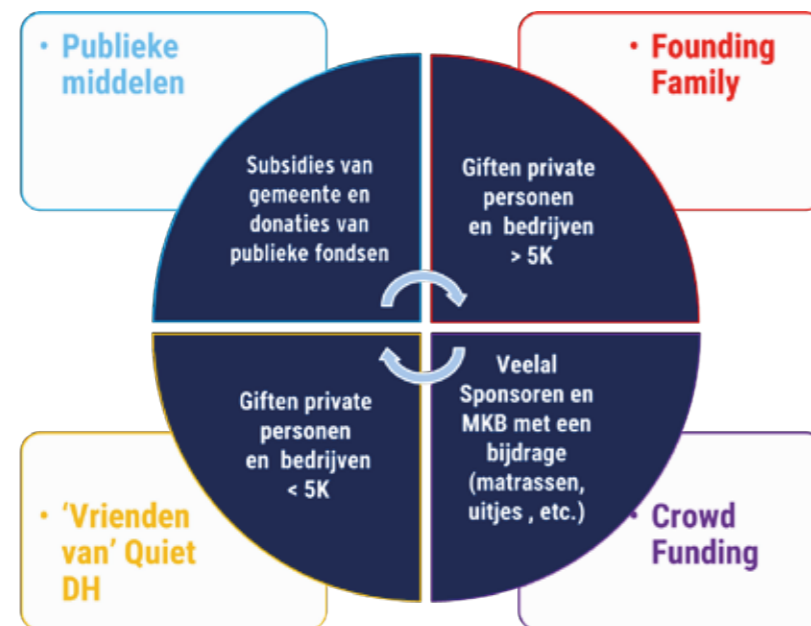 • Publieke
middelen
• Founding
Family
Subsidies van
gemeente en
donaties van
publieke fondsen
Giften private
personen
en bedrijven
> 5K
Giften private
personen
en bedrijven
< 5K
Veelal
Sponsoren en
MKB met een
bijdrage
(matrassen,
uitjes , etc.)
• ‘Vrienden
van’ Quiet
DH
• Crowd
Funding